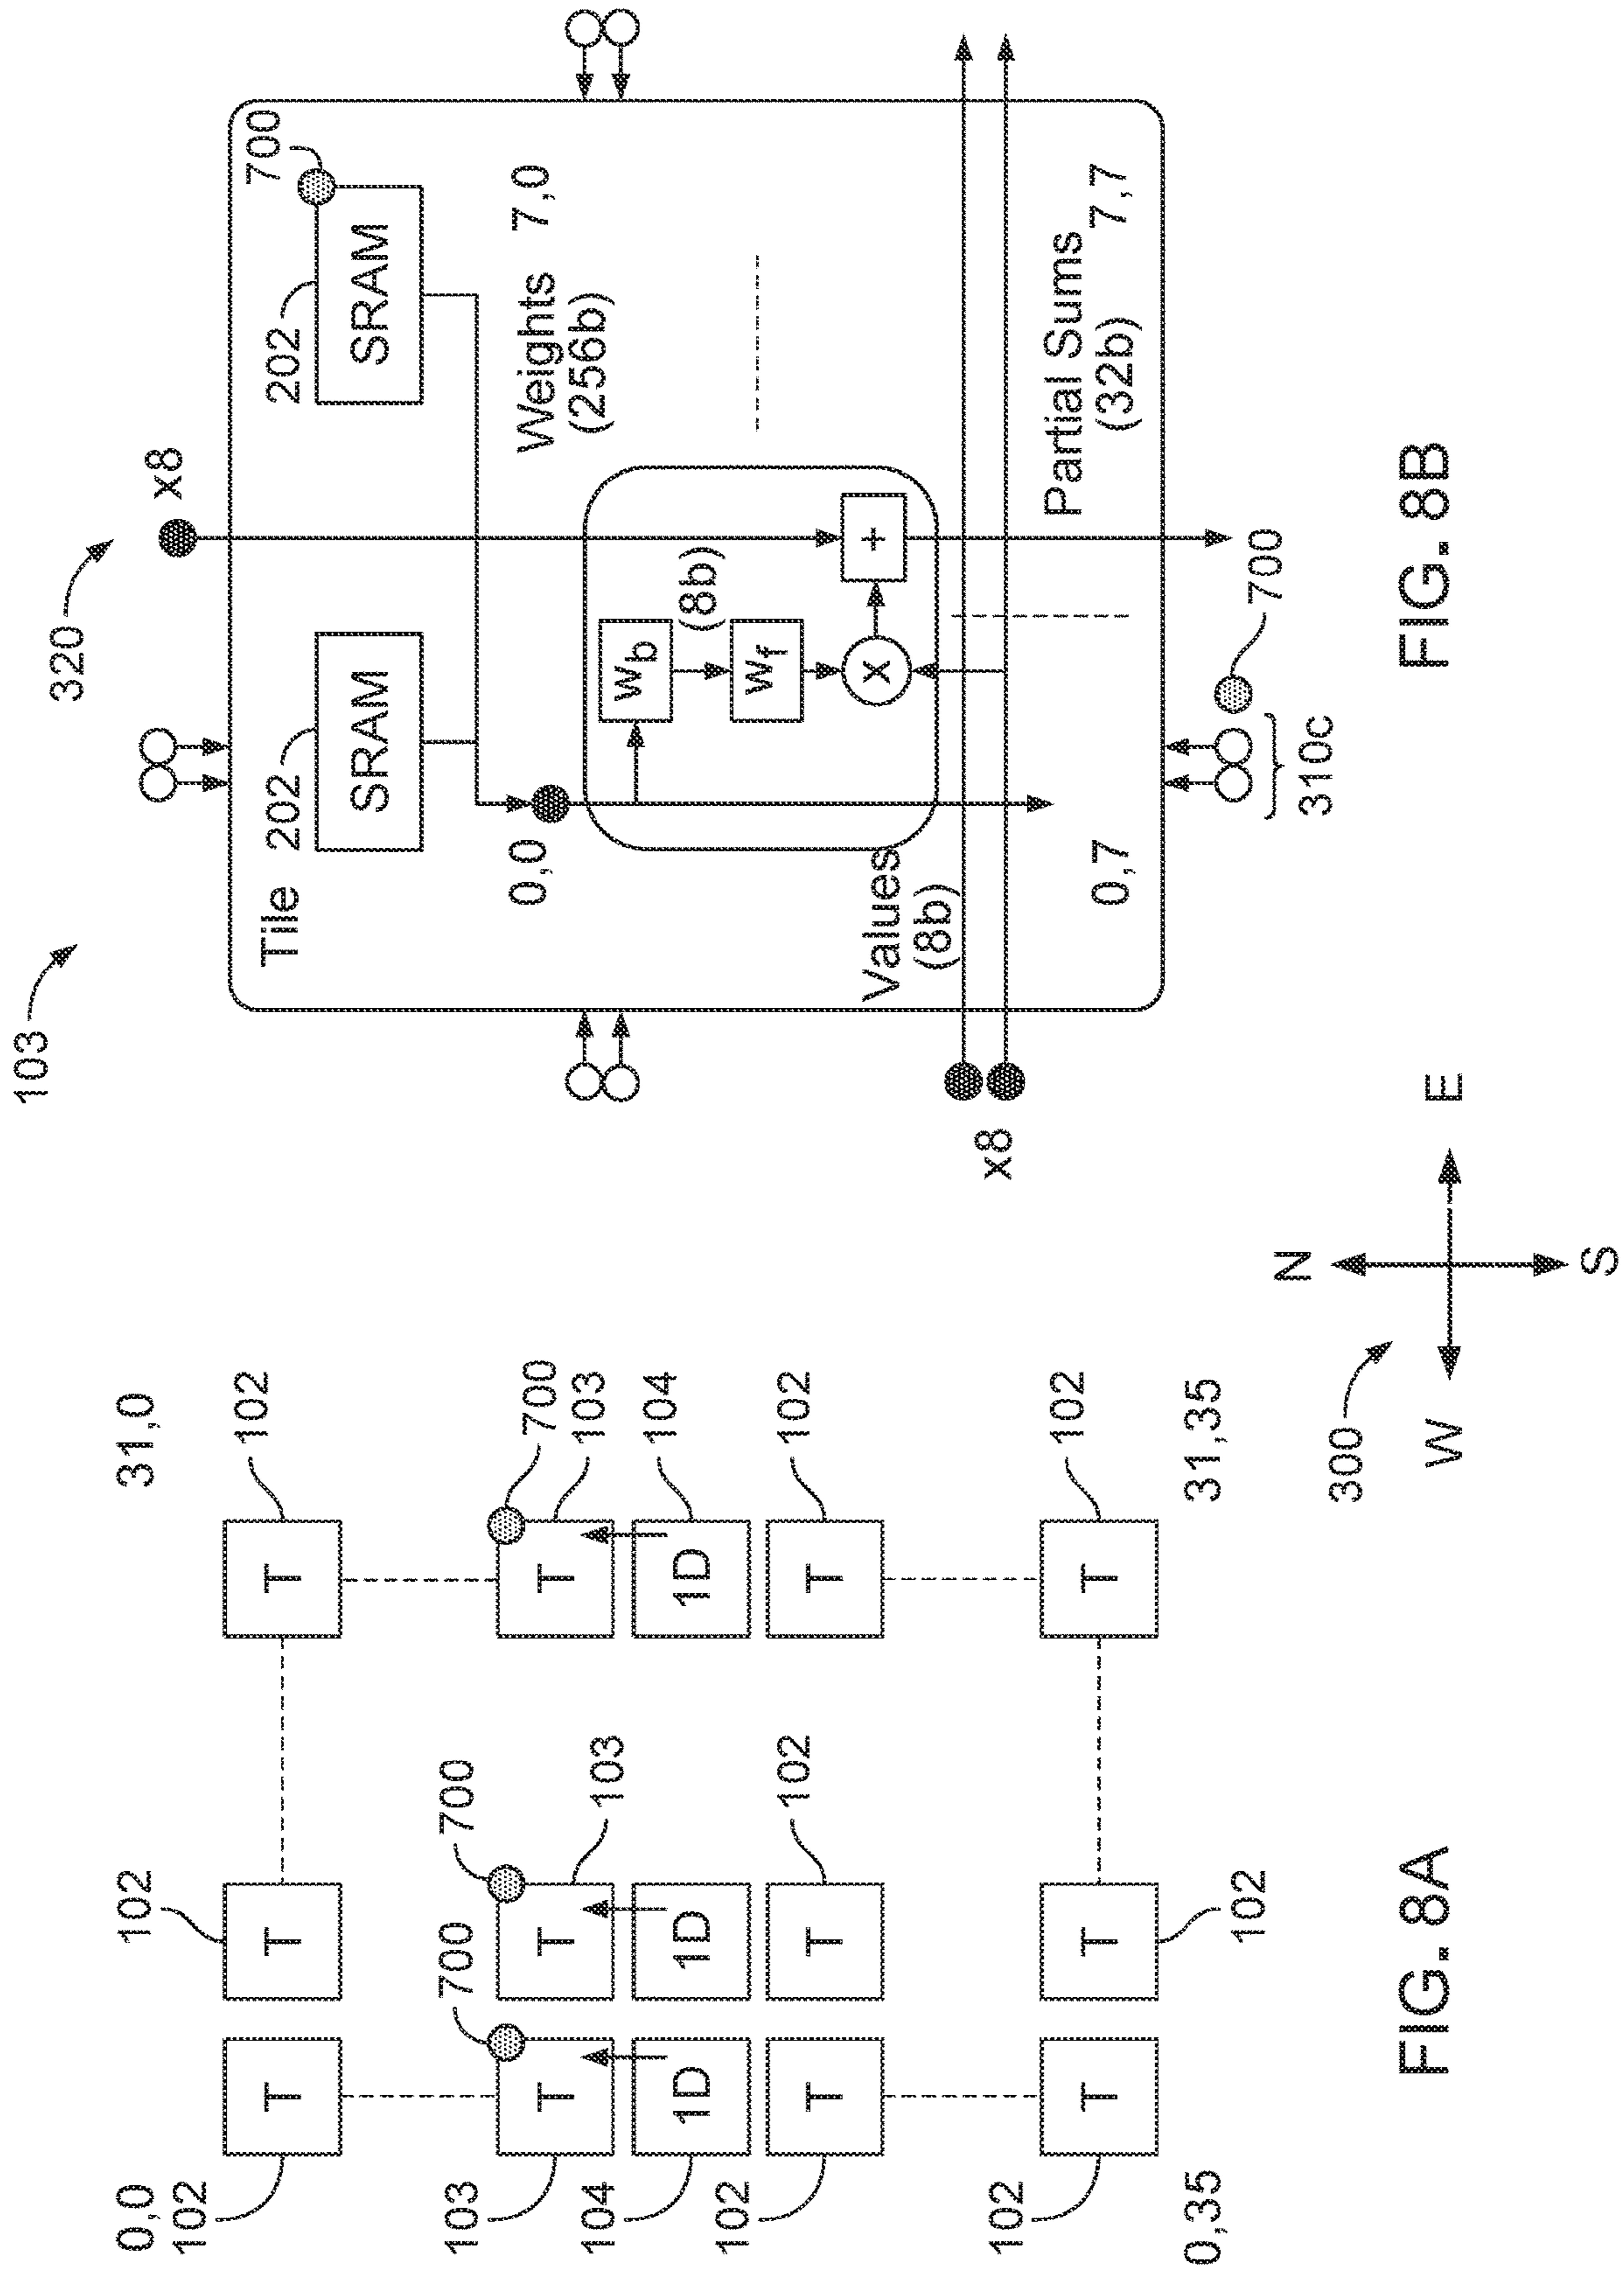 0,0
102
31,0
102
102
T
T
T
700
700
700
103
103
103
T
T
T
104
104
1D
1D
1D
102
102
102
T
T
T
102
102
T
T
T
0,35
102
31,35
FIG. 8A
300
N
W
E
S
103
320
x8
Tile
202
202
700
SRAM
SRAM
0,0
Weights
7,0
(256b)
wb
(8b)
wf
x
+
Values
(8b)
x8
Partial Sums
(32b)
0,7
7,7
700
310c
FIG. 8B